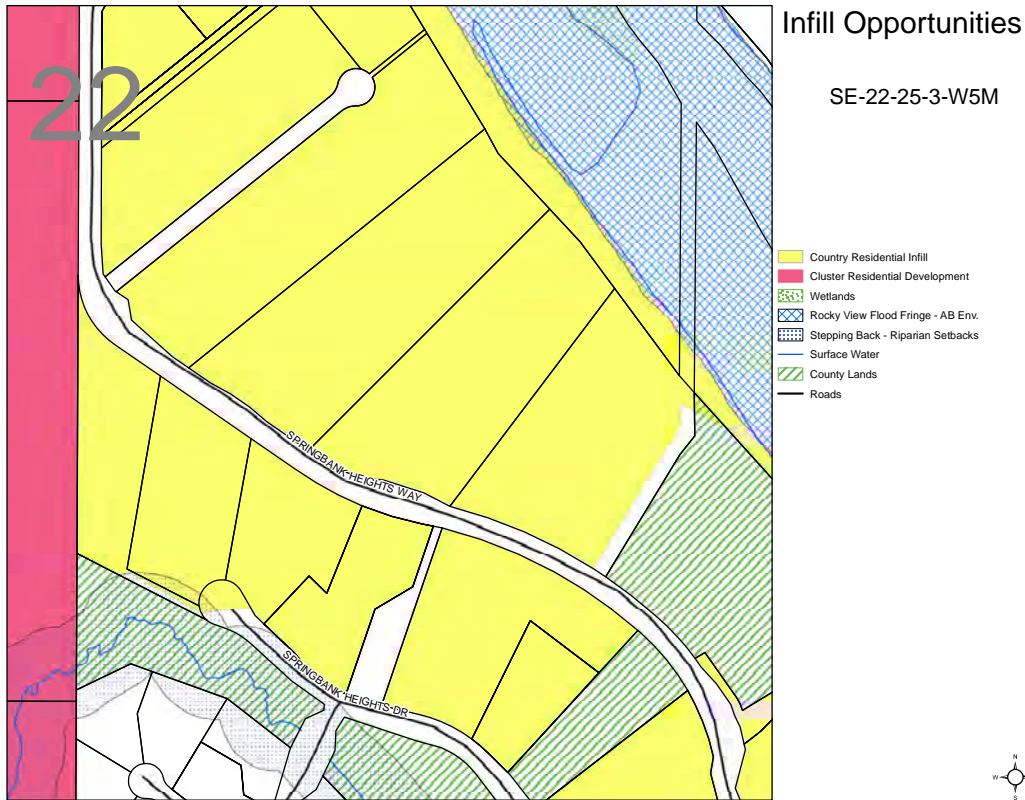 Infill Opportunities
SE-22-25-3-W5M
22
Country Residential Infill
Cluster Residential Development
Wetlands
Rocky View Flood Fringe - AB Env.
Stepping Back - Riparian Setbacks
Surface Water
County Lands
Roads
SPRINGBANK HEIGHTS WAY
SPRINGBANK HEIGHTS DR
N
W
S